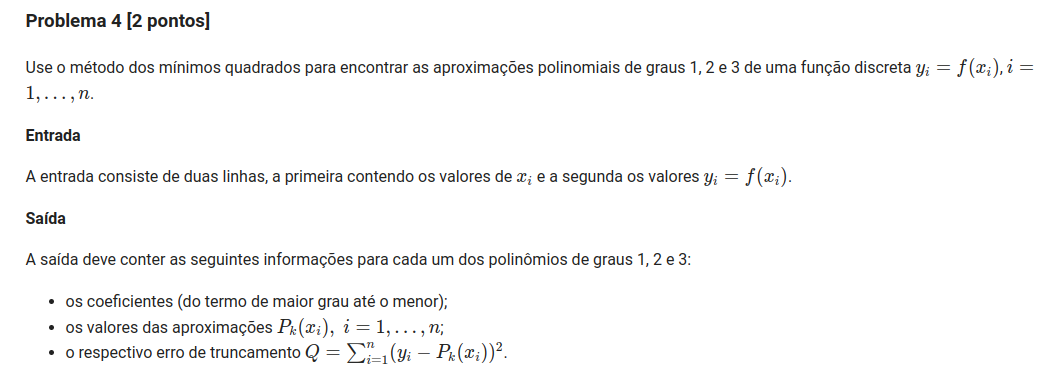 Problema 4 [2 pontos]
Use o método dos mínimos quadrados para encontrar as aproximações polinomiais de graus 1, 2 e 3 de uma função discreta $y_i = f(x_i), i =$
$1, \ldots, n$.
Entrada
A entrada consiste de duas linhas, a primeira contendo os valores de $x_i$ e a segunda os valores $y_i = f(x_i)$.
Saída
A saída deve conter as seguintes informações para cada um dos polinômios de graus 1, 2 e 3:
• os coeficientes (do termo de maior grau até o menor);
• os valores das aproximações $P_k(x_i), \ i = 1, \ldots, n$;
• o respectivo erro de truncamento $Q = \sum_{i=1}^{n} (y_i - P_k(x_i))^2$.